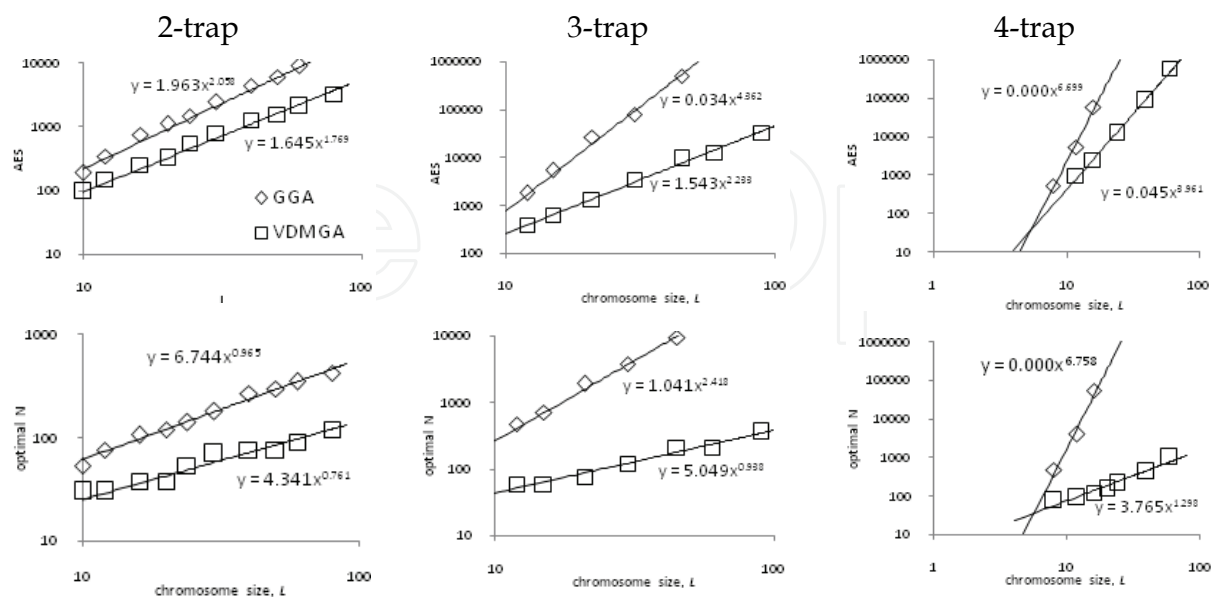 2-trap
3-trap
4-trap
10000
1000
100
10
AES
y = 1.963x^2.058
y = 1.645x^1.769
GGA
VDMGA
10
100
1000000
100000
10000
1000
100
AES
y = 0.034x^4.362
y = 1.543x^2.233
10
100
chromosome size, L
1000000
100000
10000
1000
100
10
AES
y = 0.000x^6.699
y = 0.045x^3.961
1
10
100
chromosome size, L
1000
100
10
optimal N
y = 6.744x^0.965
y = 4.341x^0.761
10
100
chromosome size, L
10000
1000
100
10
optimal N
y = 1.041x^2.418
y = 5.049x^0.938
10
100
chromosome size, L
1000000
100000
10000
1000
100
10
optimal N
y = 0.000x^6.758
y = 3.765x^1.298
1
10
100
chromosome size, L